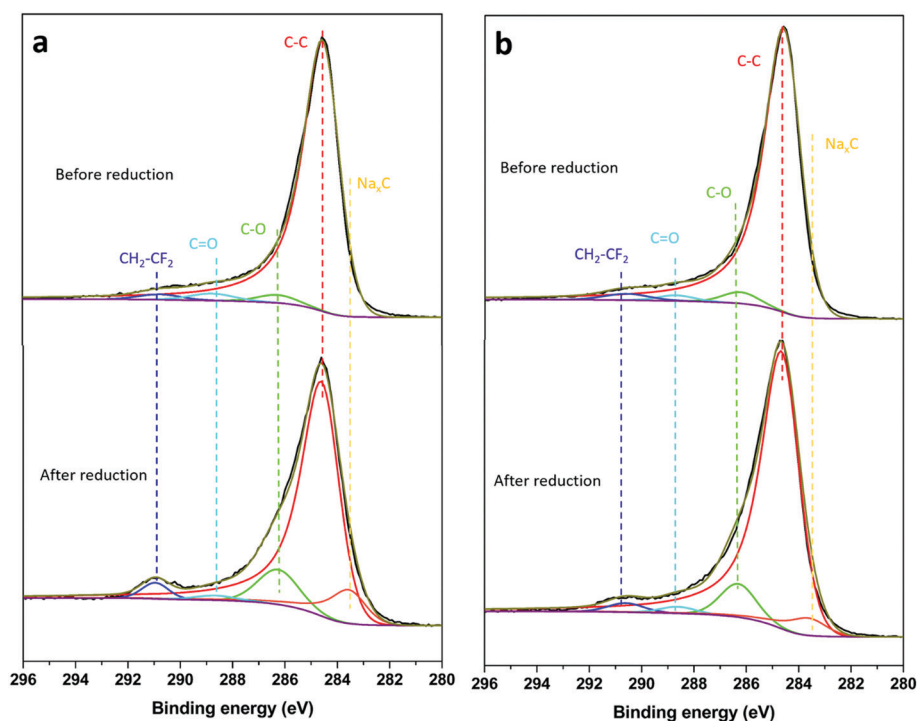 a
C-C
Before reduction
NaₓC
C-O
C=O
CH₂-CF₂
After reduction
296 294 292 290 288 286 284 282 280
Binding energy (eV)
b
C-C
NaₓC
Before reduction
C-O
C=O
CH₂-CF₂
After reduction
296 294 292 290 288 286 284 282 280
Binding energy (eV)